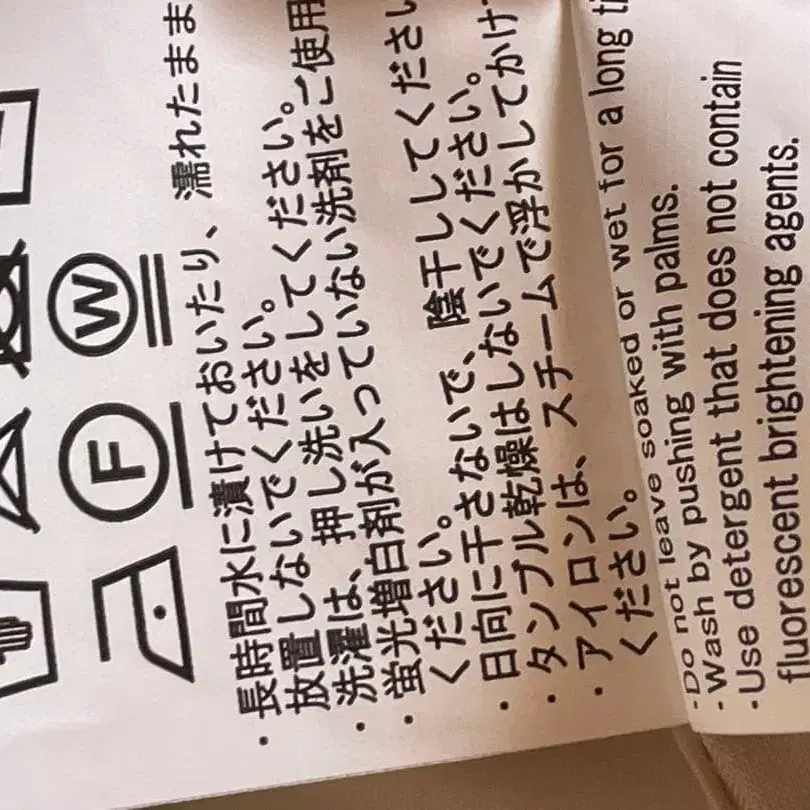 F
W
・長時間水に漬けておいたり、濡れたまま
放置しないでください。
・洗濯は、押し洗いをしてください。
・蛍光増白剤が入っていない洗剤をご使用
ください。
・日向に干さないで、陰干ししてください
・タンブル乾燥はしないでください。
・アイロンは、スチームで浮かしてかけ
ください。
-Do not leave soaked or wet for a long
-Wash by pushing with palms.
-Use detergent that does not contain
fluorescent brightening agents.